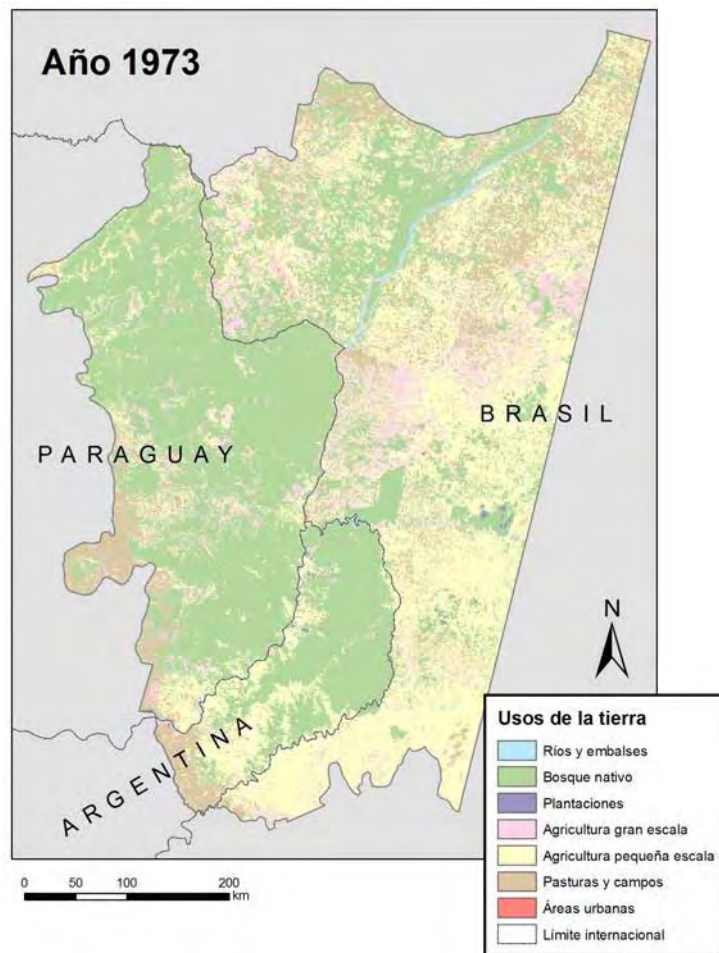 Año 1973
BRASIL
PARAGUAY
ARGENTINA
N
Usos de la tierra
Ríos y embalses
Bosque nativo
Plantaciones
Agricultura gran escala
Agricultura pequeña escala
Pasturas y campos
Áreas urbanas
Límite internacional
0 50 100 200
km